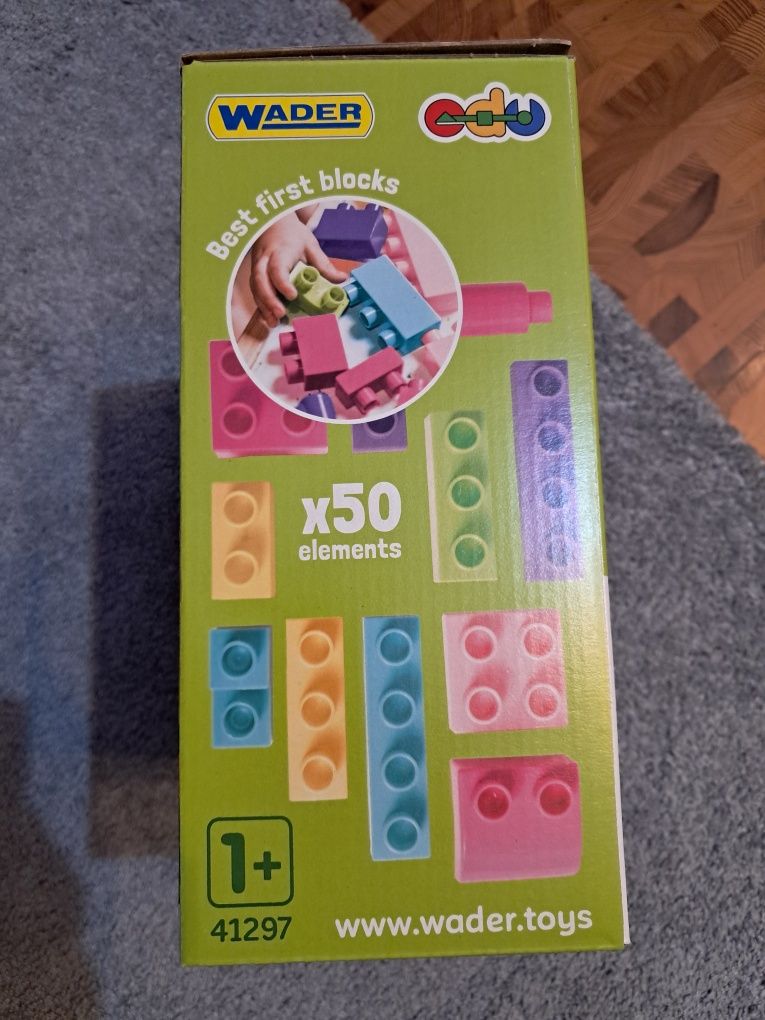 WADER
edu
Best first blocks
x50
elements
1+
41297
www.wader.toys